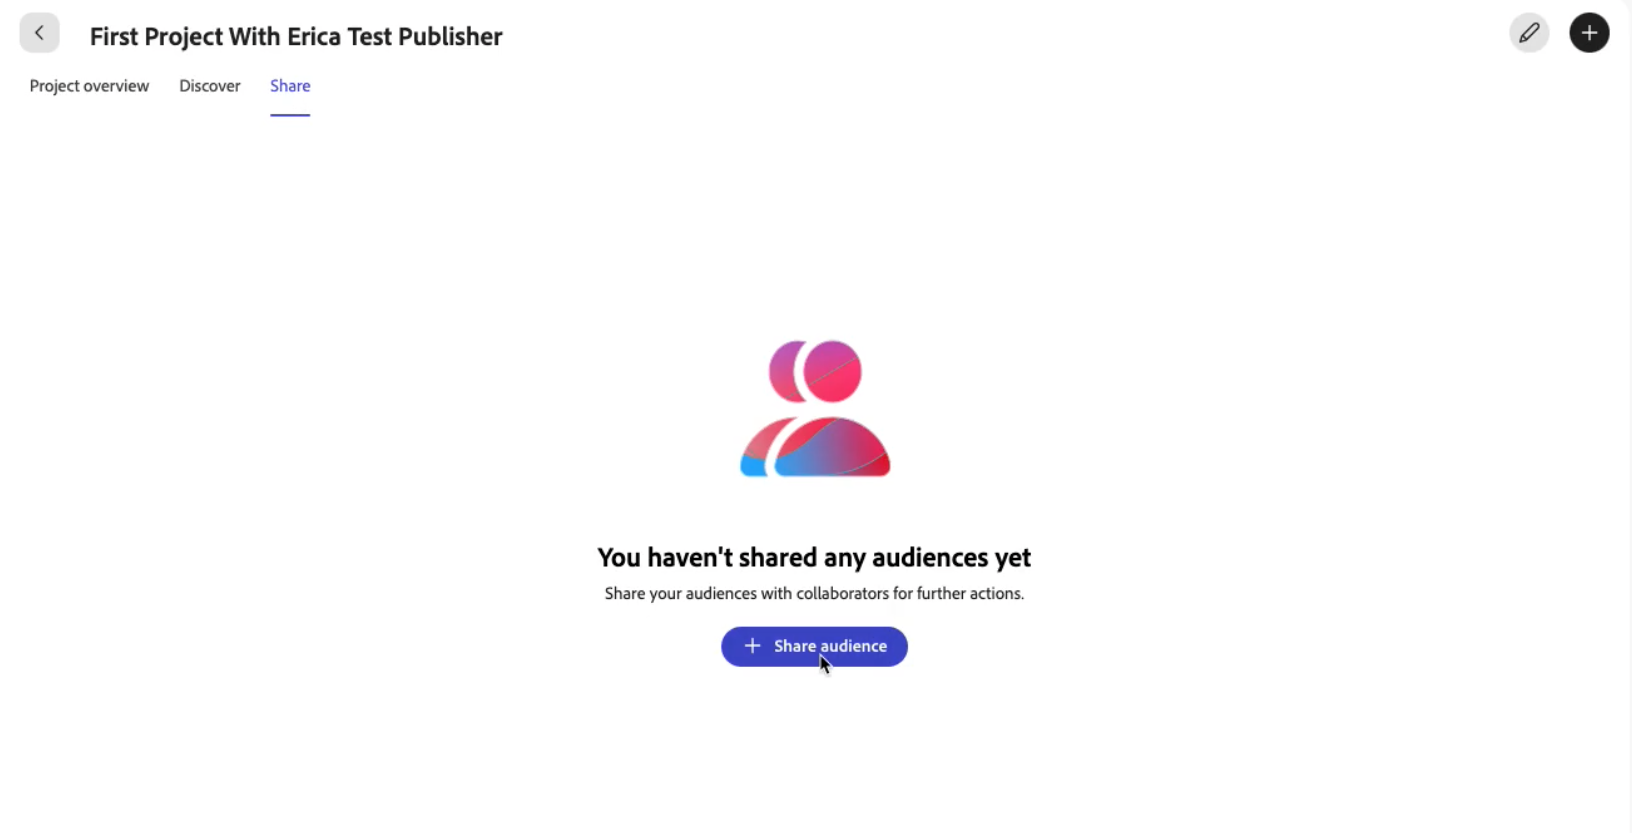 First Project With Erica Test Publisher
Project overview Discover Share
You haven't shared any audiences yet
Share your audiences with collaborators for further actions.
Share audience